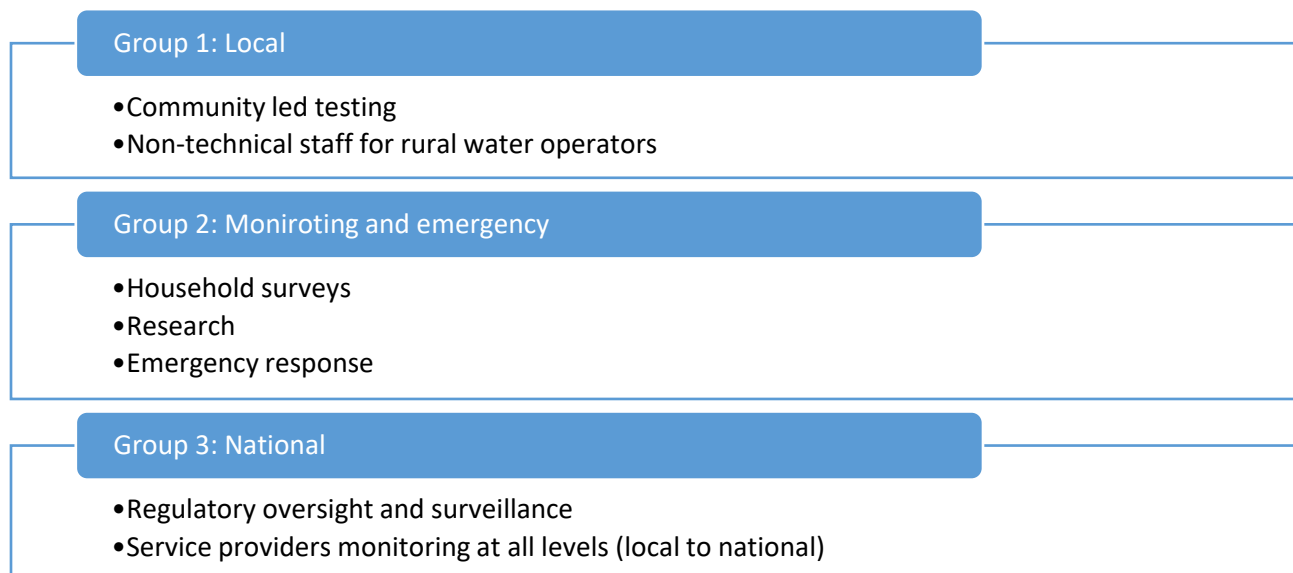 Group 1: Local
•Community led testing
•Non-technical staff for rural water operators
Group 2: Moniroting and emergency
•Household surveys
•Research
•Emergency response
Group 3: National
•Regulatory oversight and surveillance
•Service providers monitoring at all levels (local to national)